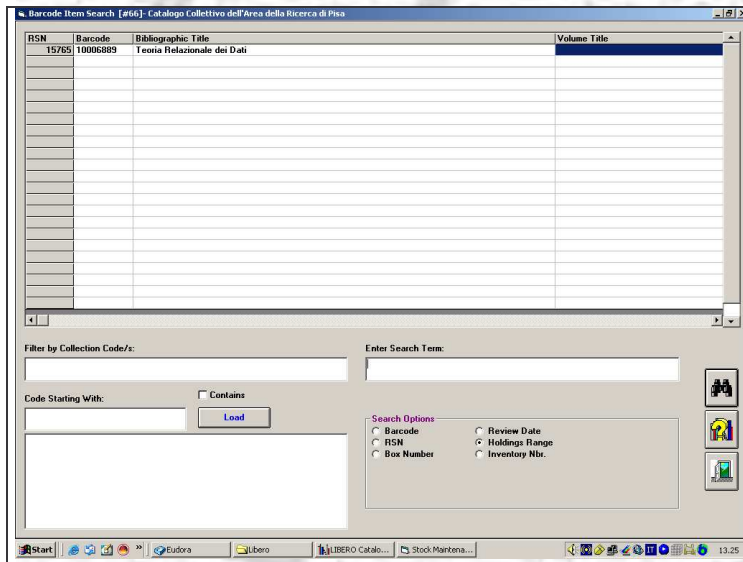 Barcode Item Search [#66]- Catalogo Collettivo dell'Area della Ricerca di Pisa
RSN Barcode Bibliographic Title Volume Title
15765 10006889 Teoria Relazionale dei Dati
Filter by Collection Code/s: Enter Search Term:
Code Starting With: Contains
Load
Search Options
Barcode Review Date
RSN Holdings Range
Box Number Inventory Nbr.
Start » Eudora Libero LIBERO Catalo... Stock Maintena... IT 13.25